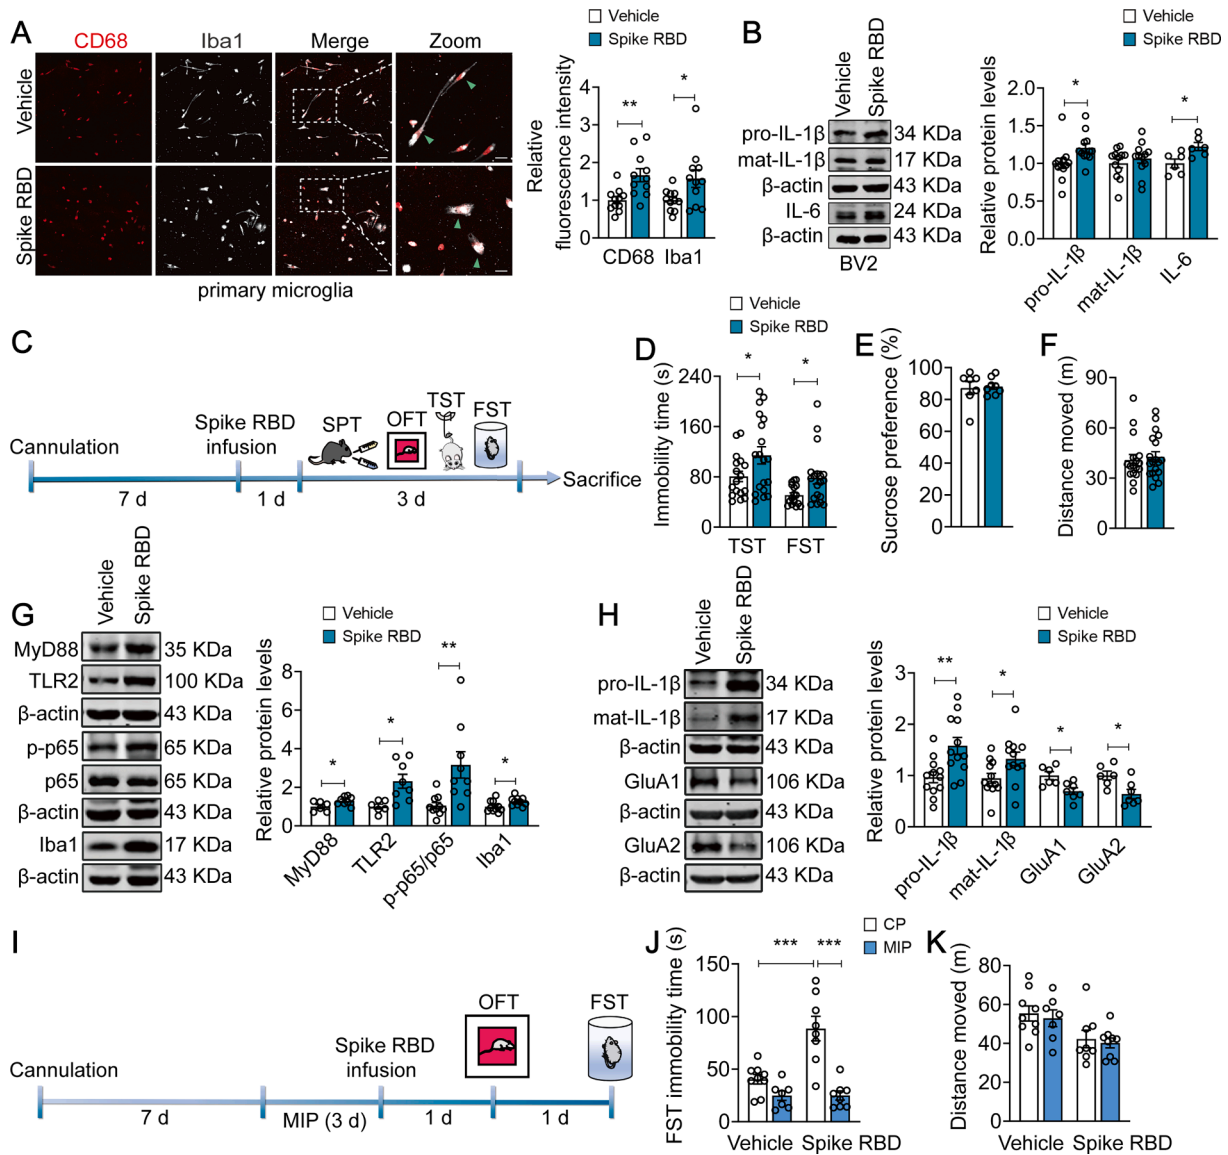 A
CD68 Iba1 Merge Zoom
Vehicle
Spike RBD
primary microglia
Vehicle
Spike RBD
Relative
fluorescence intensity
5
4
3
2
1
0
** *
CD68 Iba1
B
Vehicle Spike RBD
pro-IL-1β 34 KDa
mat-IL-1β 17 KDa
β-actin 43 KDa
IL-6 24 KDa
β-actin 43 KDa
BV2
Vehicle
Spike RBD
Relative protein levels
2.0
1.5
1.0
0.5
0.0
* *
pro-IL-1β mat-IL-1β IL-6
C
Cannulation
Spike RBD
infusion
SPT OFT TST FST
7 d 1 d 3 d
Sacrifice
D
Vehicle
Spike RBD
Immobility time (s)
240
160
80
0
* *
TST FST
E
Sucrose preference (%)
100
80
60
40
20
0
F
Distance moved (m)
90
60
30
0
G
Vehicle Spike RBD
MyD88 35 KDa
TLR2 100 KDa
β-actin 43 KDa
p-p65 65 KDa
p65 65 KDa
β-actin 43 KDa
Iba1 17 KDa
β-actin 43 KDa
Vehicle
Spike RBD
Relative protein levels
8
6
4
2
0
* * ** *
MyD88 TLR2 p-p65/p65 Iba1
H
Vehicle Spike RBD
pro-IL-1β 34 KDa
mat-IL-1β 17 KDa
β-actin 43 KDa
GluA1 106 KDa
β-actin 43 KDa
GluA2 106 KDa
β-actin 43 KDa
Vehicle
Spike RBD
Relative protein levels
3
2
1
0
** * * *
pro-IL-1β mat-IL-1β GluA1 GluA2
I
Cannulation
Spike RBD
infusion
OFT FST
7 d MIP (3 d) 1 d 1 d
J
CP
MIP
FST immobility time (s)
150
100
50
0
*** ***
Vehicle Spike RBD
K
Distance moved (m)
80
60
40
20
0
Vehicle Spike RBD